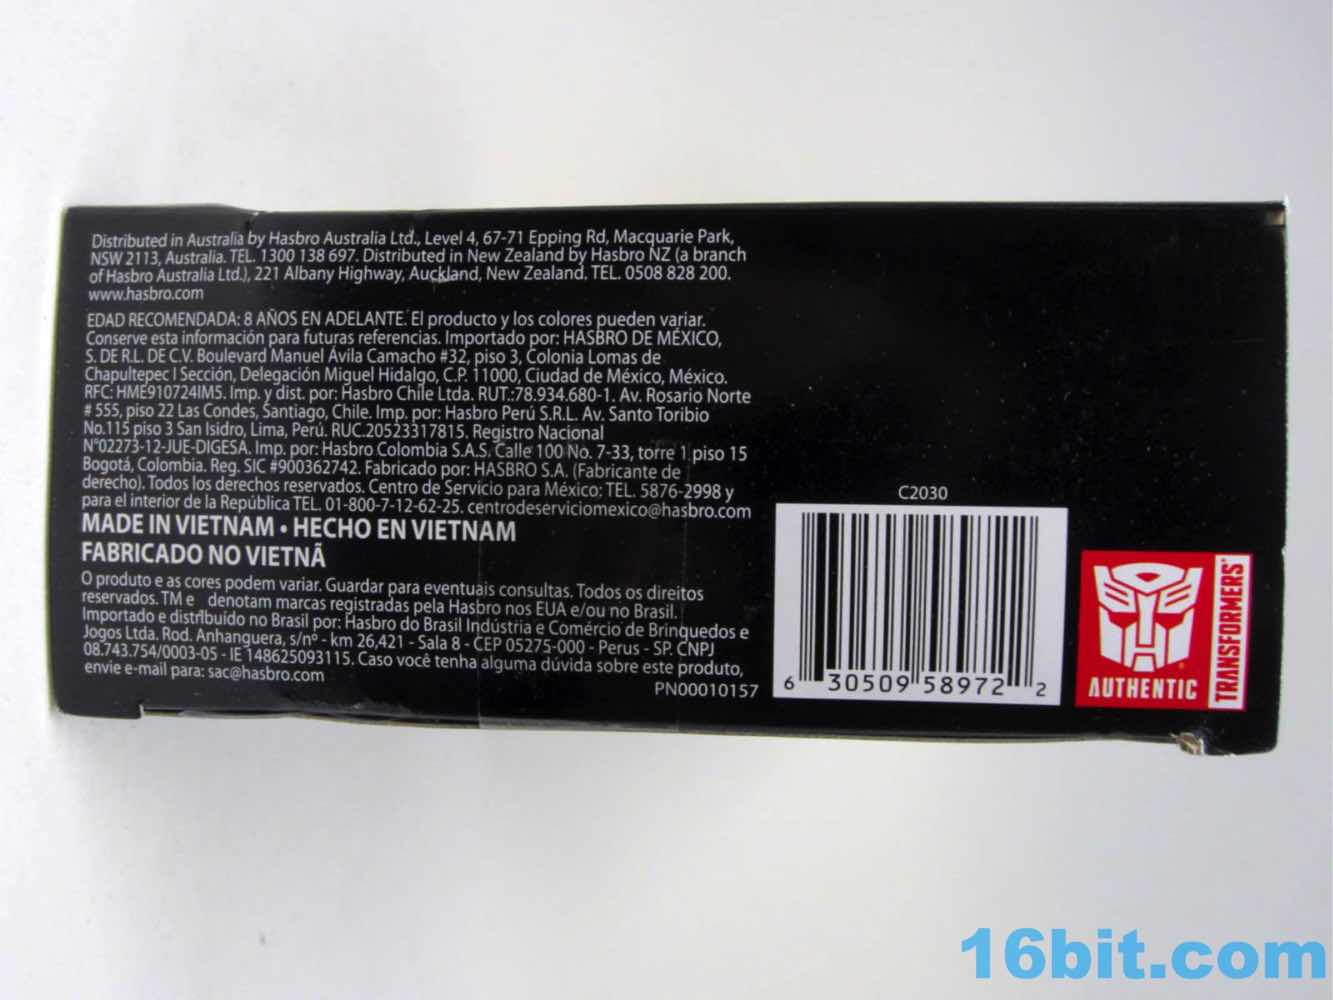 Distributed in Australia by Hasbro Australia Ltd., Level 4, 67-71 Epping Rd, Macquarie Park,
NSW 2113, Australia. TEL. 1300 138 697. Distributed in New Zealand by Hasbro NZ (a branch
of Hasbro Australia Ltd.), 221 Albany Highway, Auckland, New Zealand. TEL. 0508 828 200.
www.hasbro.com
EDAD RECOMENDADA: 8 AÑOS EN ADELANTE. El producto y los colores pueden variar.
Conserve esta información para futuras referencias. Importado por: HASBRO DE MÉXICO,
S. DE R.L. DE C.V. Boulevard Manuel Ávila Camacho #32, piso 3, Colonia Lomas de
Chapultepec I Sección, Delegación Miguel Hidalgo, C.P. 11000, Ciudad de México, México.
RFC: HME910724IM5. Imp. y dist. por: Hasbro Chile Ltda. RUT.:78.934.680-1. Av. Rosario Norte
# 555, piso 22 Las Condes, Santiago, Chile. Imp. por: Hasbro Perú S.R.L. Av. Santo Toribio
No.115 piso 3 San Isidro, Lima, Perú. RUC.20523317815. Registro Nacional
N°02273-12-JUE-DIGESA. Imp. por: Hasbro Colombia S.A.S. Calle 100 No. 7-33, torre 1 piso 15
Bogotá, Colombia. Reg. SIC #900362742. Fabricado por: HASBRO S.A. (Fabricante de
derecho). Todos los derechos reservados. Centro de Servicio para México: TEL. 5876-2998 y
para el interior de la República TEL. 01-800-7-12-62-25. centrodeserviciomexico@hasbro.com
MADE IN VIETNAM • HECHO EN VIETNAM
FABRICADO NO VIETNÃ
O produto e as cores podem variar. Guardar para eventuais consultas. Todos os direitos
reservados. TM e denotam marcas registradas pela Hasbro nos EUA e/ou no Brasil.
Importado e distribuído no Brasil por: Hasbro do Brasil Indústria e Comércio de Brinquedos e
Jogos Ltda. Rod. Anhanguera, s/nº - km 26,421 - Sala 8 - CEP 05275-000 - Perus - SP. CNPJ
08.743.754/0003-05 - IE 148625093115. Caso você tenha alguma dúvida sobre este produto,
envie e-mail para: sac@hasbro.com
PN00010157
C2030
6 30509 58972 2
AUTHENTIC
TRANSFORMERS
16bit.com